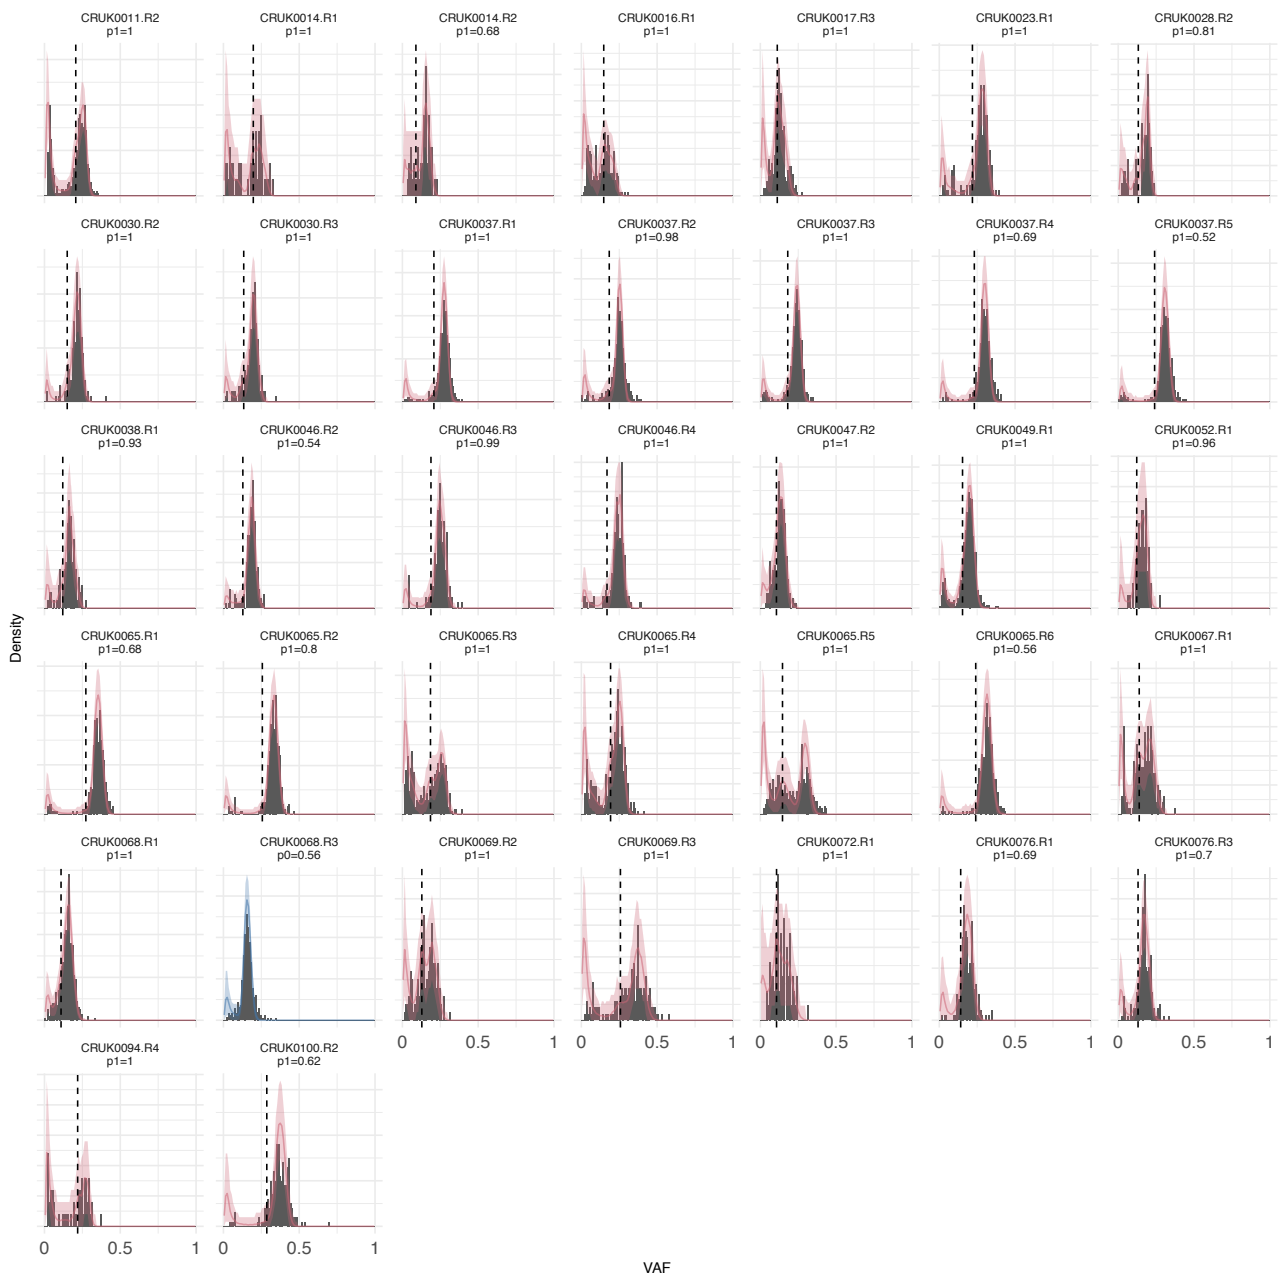 CRUK0011.R2
p1=1
CRUK0014.R1
p1=1
CRUK0014.R2
p1=0.68
CRUK0016.R1
p1=1
CRUK0017.R3
p1=1
CRUK0023.R1
p1=1
CRUK0028.R2
p1=0.81
CRUK0030.R2
p1=1
CRUK0030.R3
p1=1
CRUK0037.R1
p1=1
CRUK0037.R2
p1=0.98
CRUK0037.R3
p1=1
CRUK0037.R4
p1=0.69
CRUK0037.R5
p1=0.52
CRUK0038.R1
p1=0.93
CRUK0046.R2
p1=0.54
CRUK0046.R3
p1=0.99
CRUK0046.R4
p1=1
CRUK0047.R2
p1=1
CRUK0049.R1
p1=1
CRUK0052.R1
p1=0.96
Density
CRUK0065.R1
p1=0.68
CRUK0065.R2
p1=0.8
CRUK0065.R3
p1=1
CRUK0065.R4
p1=1
CRUK0065.R5
p1=1
CRUK0065.R6
p1=0.56
CRUK0067.R1
p1=1
CRUK0068.R1
p1=1
CRUK0068.R3
p0=0.56
CRUK0069.R2
p1=1
CRUK0069.R3
p1=1
CRUK0072.R1
p1=1
CRUK0076.R1
p1=0.69
CRUK0076.R3
p1=0.7
0 0.5 1 0 0.5 1 0 0.5 1 0 0.5 1 0 0.5 1
CRUK0094.R4
p1=1
CRUK0100.R2
p1=0.62
0 0.5 1 0 0.5 1
VAF